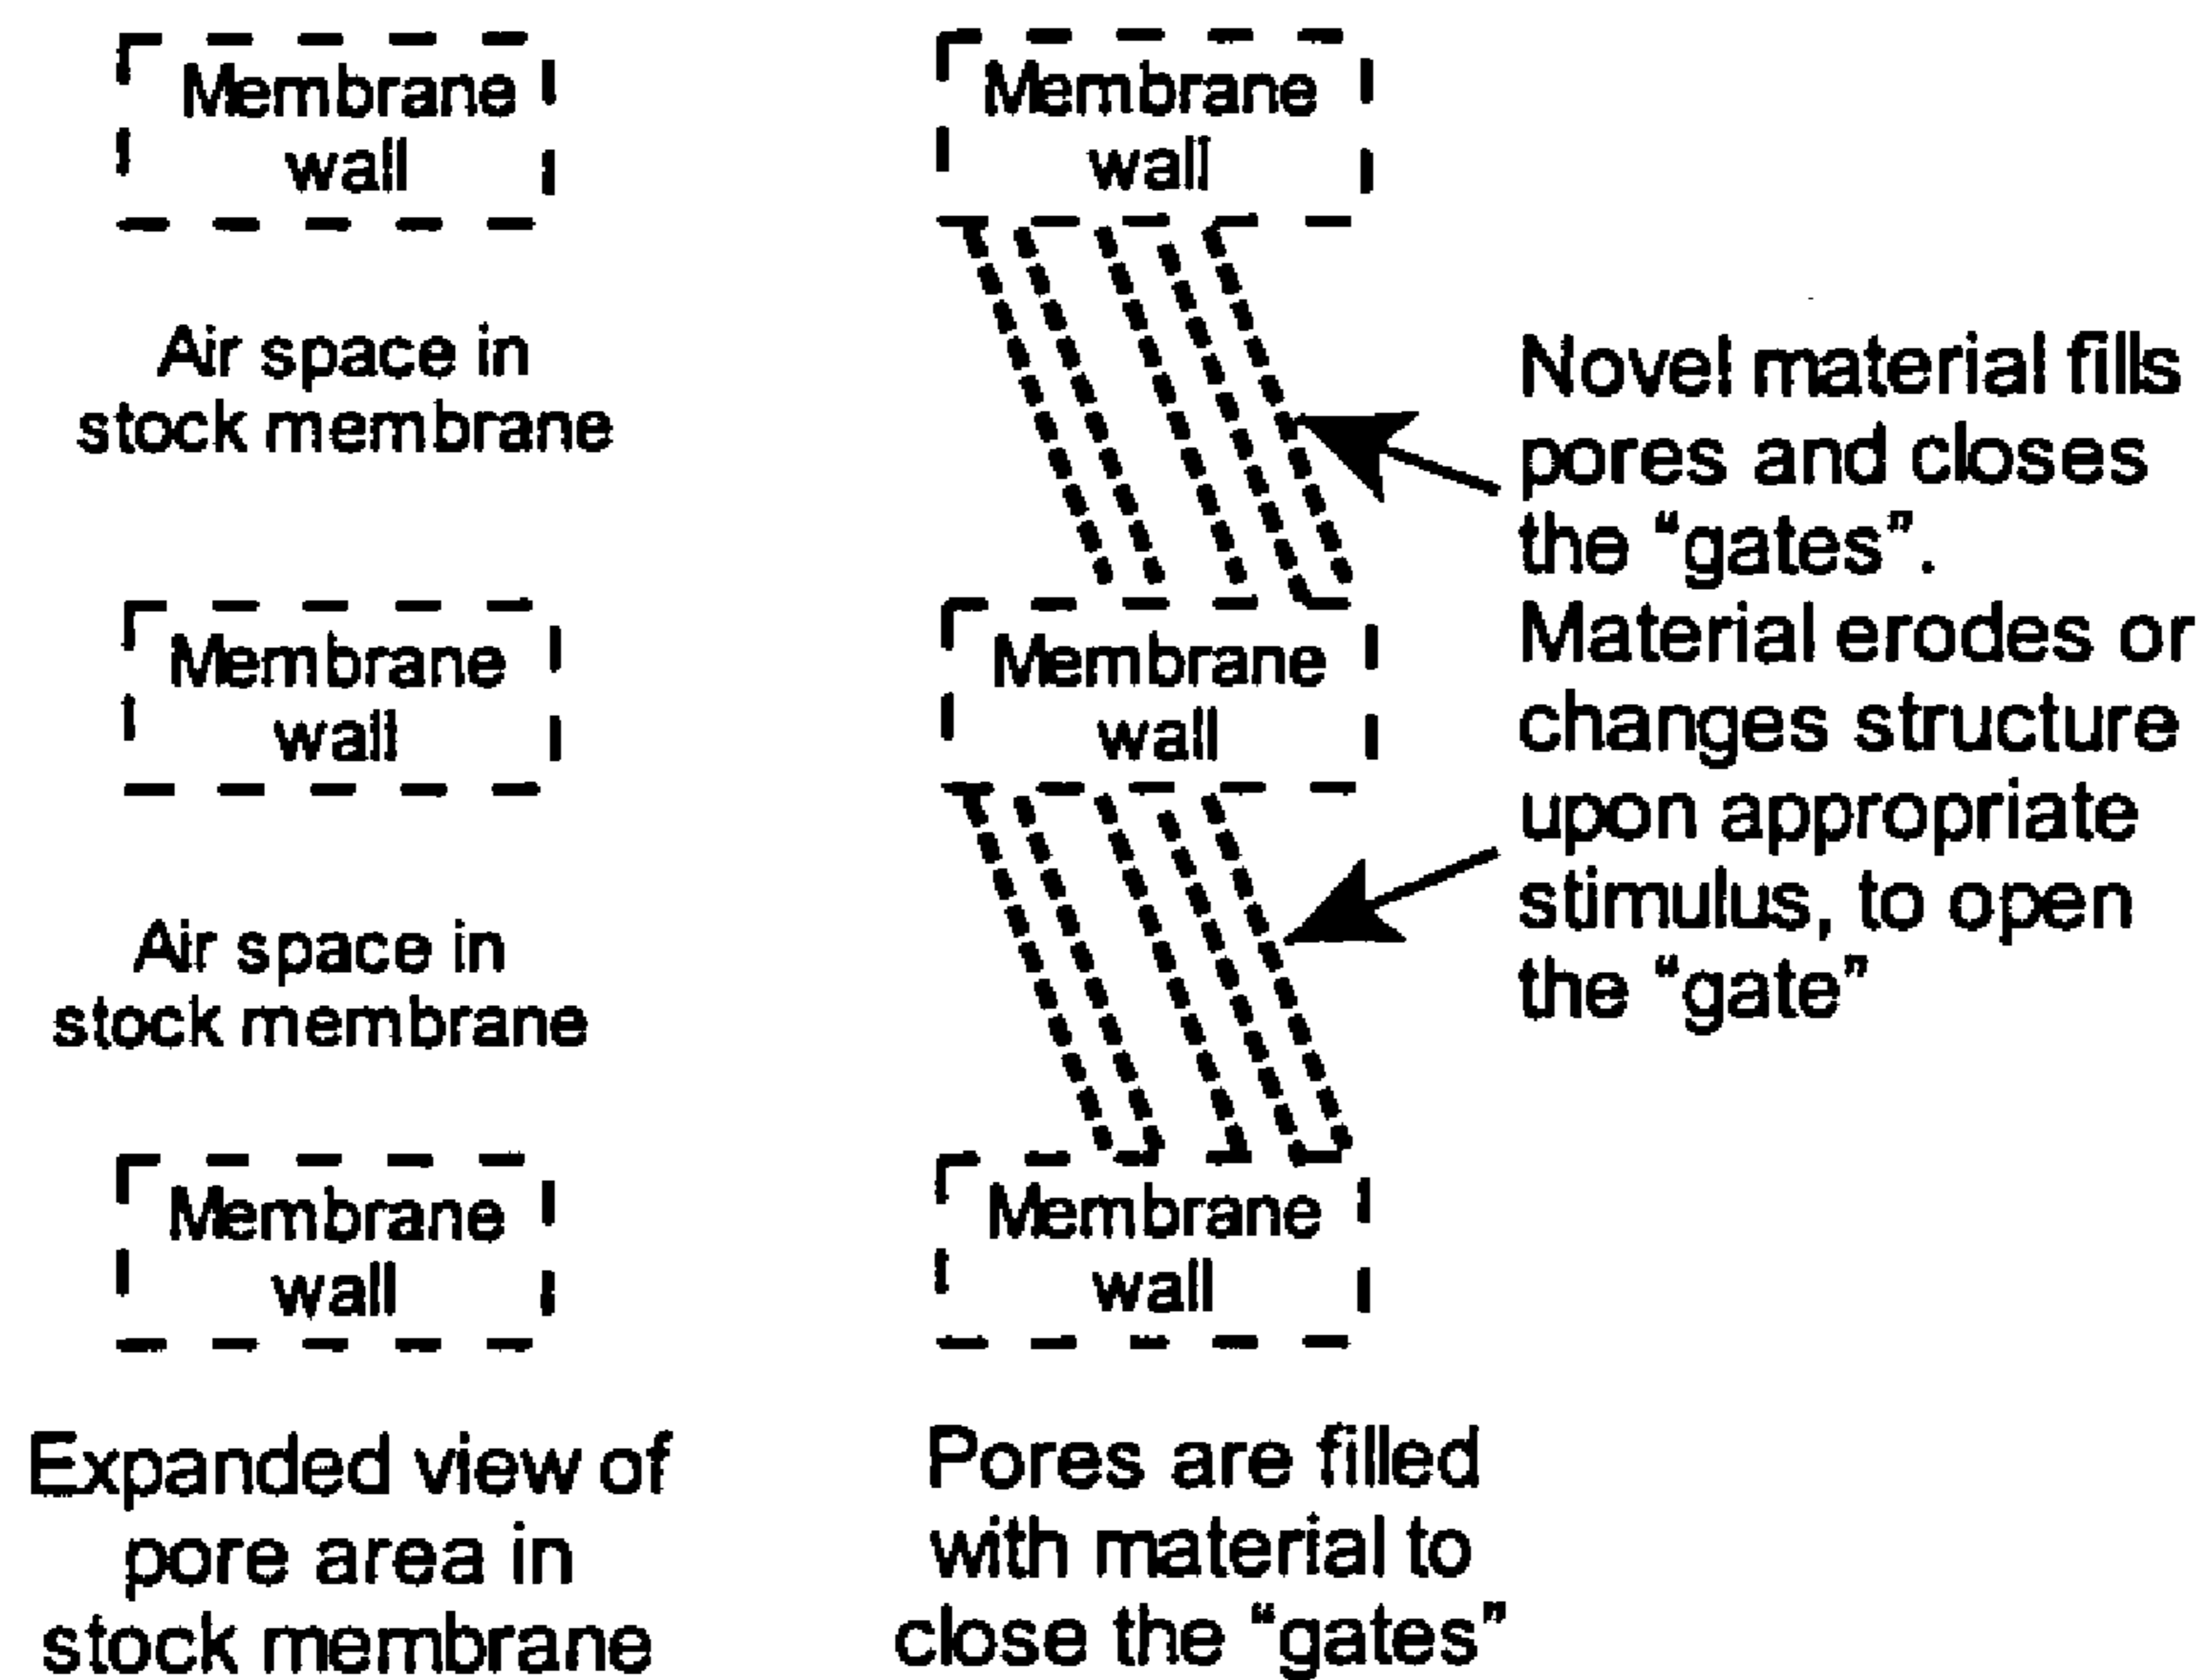 Membrane
wall
Air space in
stock membrane
Membrane
wall
Air space in
stock membrane
Membrane
wall
Expanded view of
pore area in
stock membrane
Membrane
wall
Membrane
wall
Membrane
wall
Pores are filled
with material to
close the “gates”
Novel material fills
pores and closes
the “gates”.
Material erodes or
changes structure
upon appropriate
stimulus, to open
the “gate”